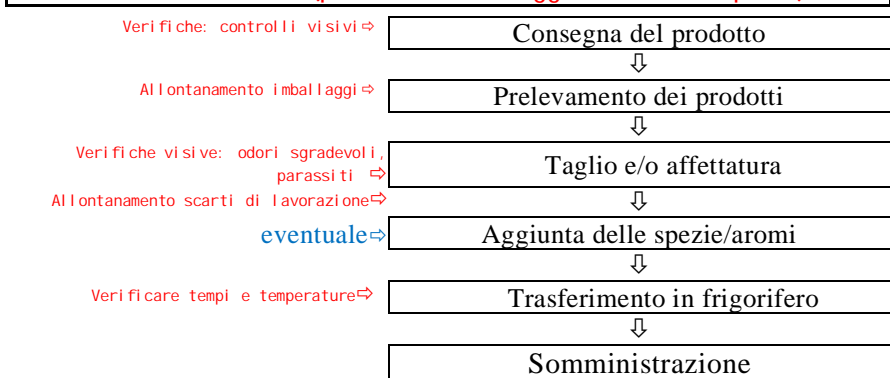 Verifiche: controlli visivi⇨
Consegna del prodotto
⇩
Allontanamento imballaggi⇨
Prelevamento dei prodotti
⇩
Verifiche visive: odori sgradevoli,
parassiti ⇨
Taglio e/o affettatura
Allontanamento scarti di lavorazione⇨
⇩
eventuale⇨
Aggiunta delle spezie/aromi
⇩
Verificare tempi e temperature⇨
Trasferimento in frigorifero
⇩
Somministrazione